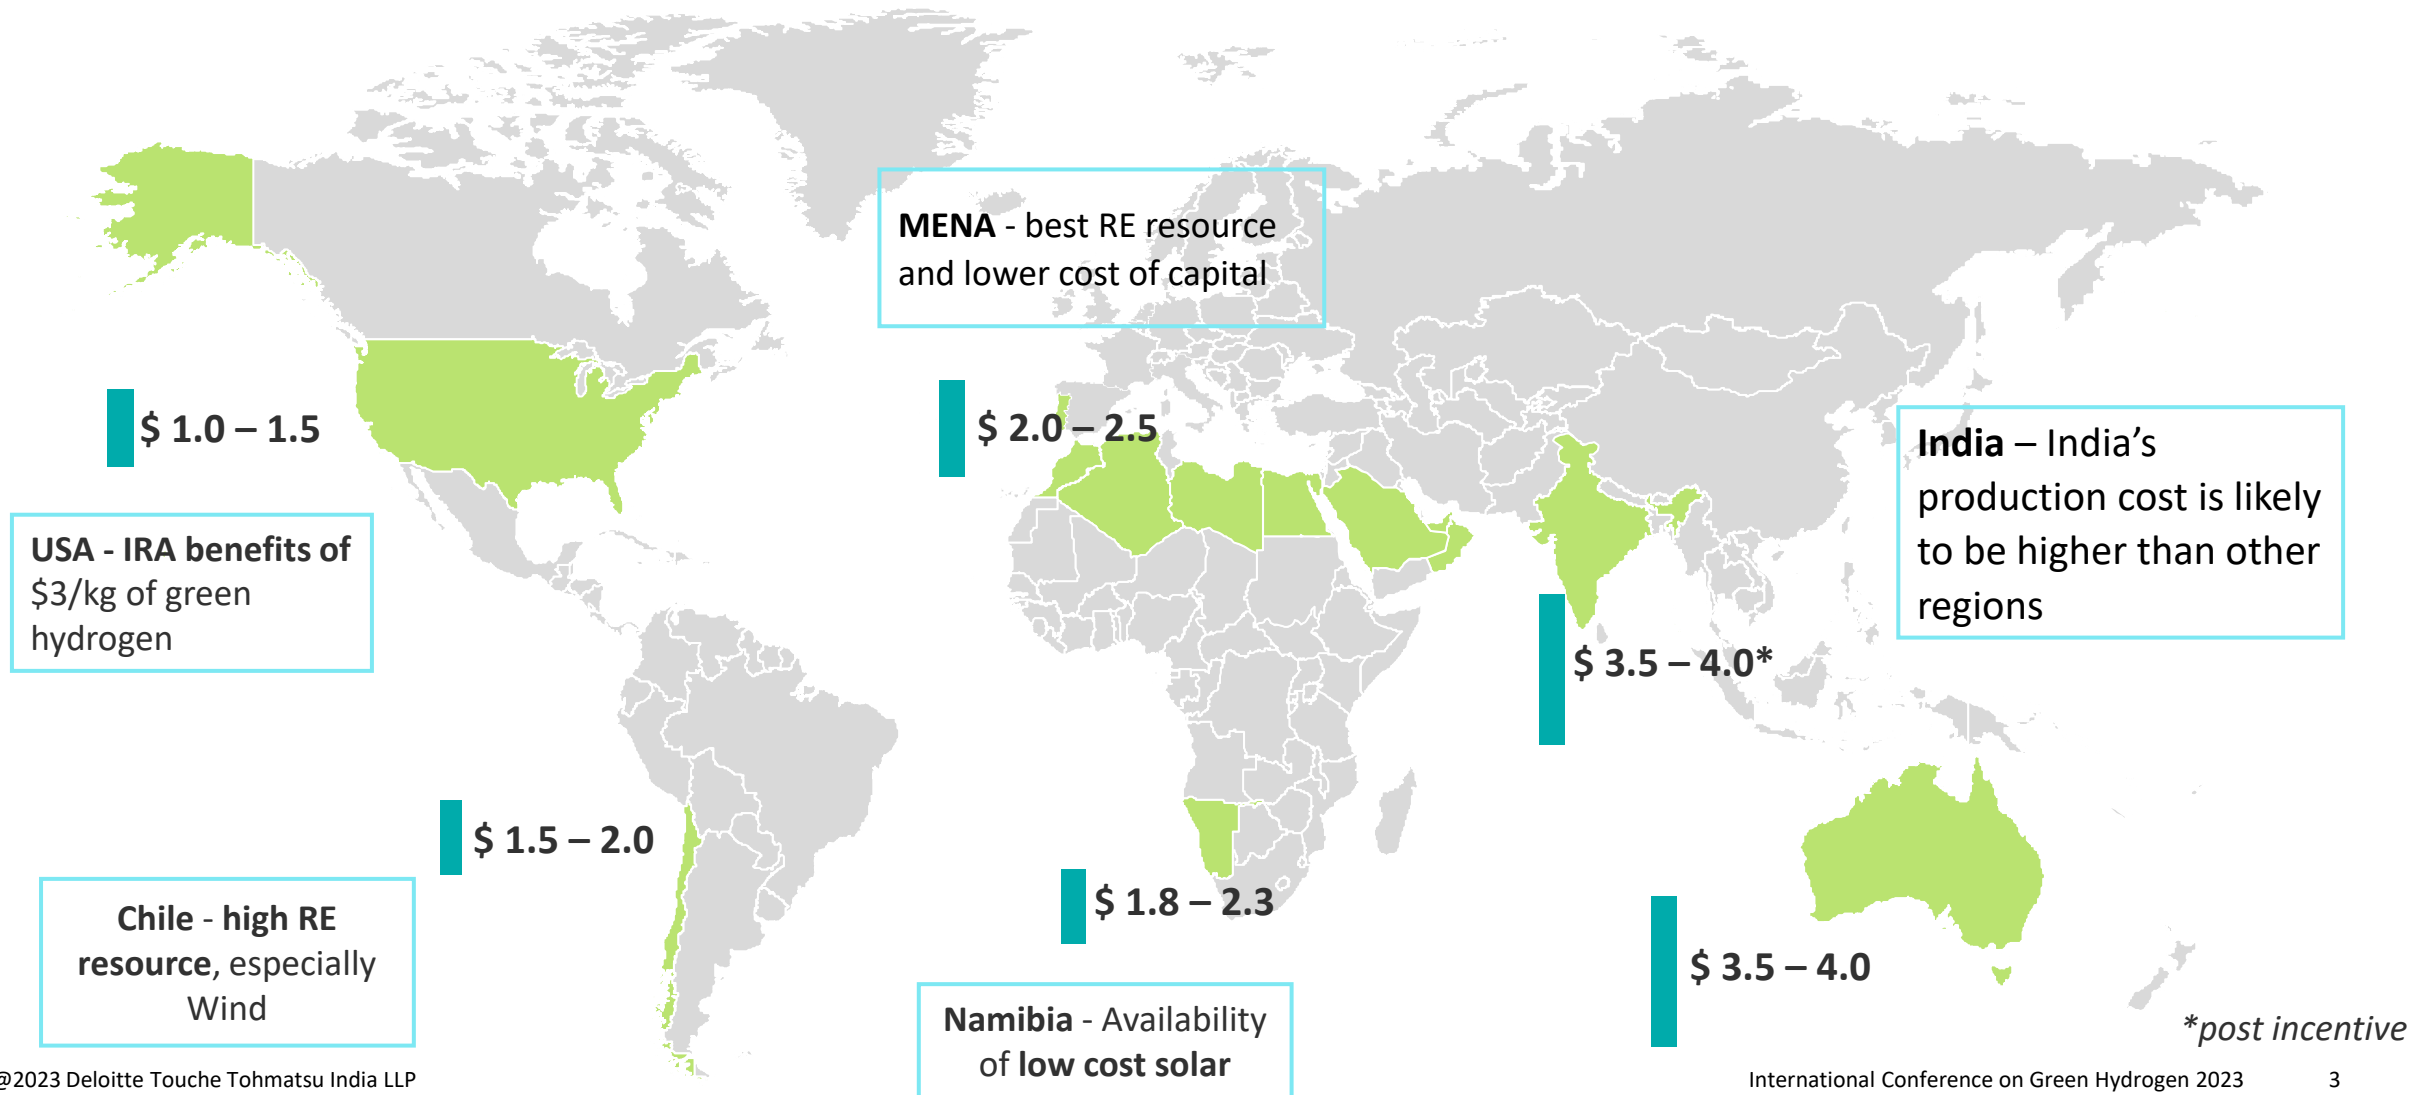 MENA - best RE resource
and lower cost of capital
$ 1.0 – 1.5
$ 2.0 – 2.5
India – India's
production cost is likely
to be higher than other
regions
USA - IRA benefits of
$3/kg of green
hydrogen
$ 3.5 – 4.0*
$ 1.5 – 2.0
Chile - high RE
resource, especially
Wind
$ 1.8 – 2.3
Namibia - Availability
of low cost solar
$ 3.5 – 4.0
*post incentive
@2023 Deloitte Touche Tohmatsu India LLP
International Conference on Green Hydrogen 2023
3